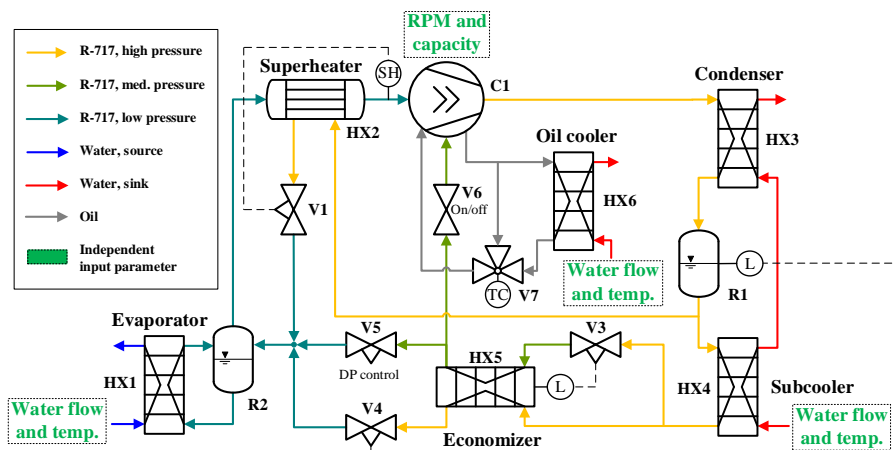 R-717, high pressure
R-717, med. pressure
R-717, low pressure
Water, source
Water, sink
Oil
Independent
input parameter
RPM and
capacity
Superheater
SH
C1
Condenser
HX2
HX3
Oil cooler
V6
On/off
HX6
V1
TC
V7
Water flow
and temp.
L
R1
Evaporator
HX1
R2
V5
DP control
HX5
V3
L
HX4
Subcooler
Water flow
and temp.
V4
Economizer
Water flow
and temp.